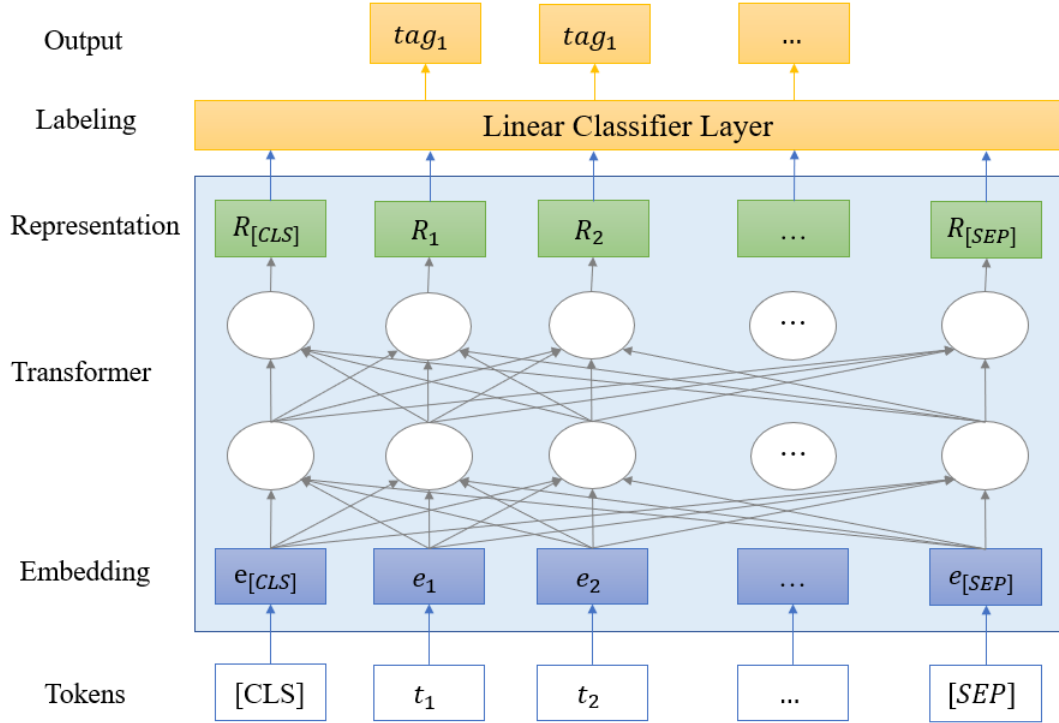 Output tag₁ tag₁ ...
Labeling Linear Classifier Layer
Representation R[CLS] R₁ R₂ ... R[SEP]
...
Transformer
...
Embedding e[CLS] e₁ e₂ ... e[SEP]
Tokens [CLS] t₁ t₂ ... [SEP]